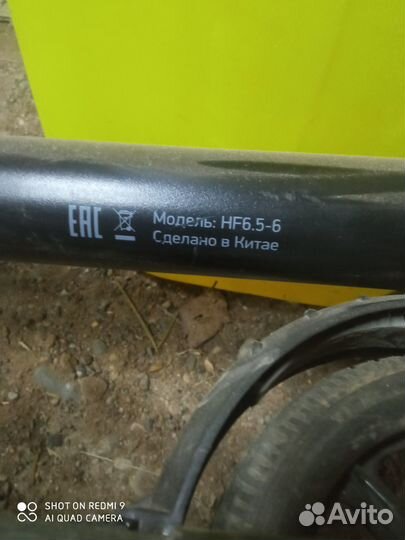 EAC Модель: HF6.5-6
Сделано в Китае
SHOT ON REDMI 9
AI QUAD CAMERA
Avito